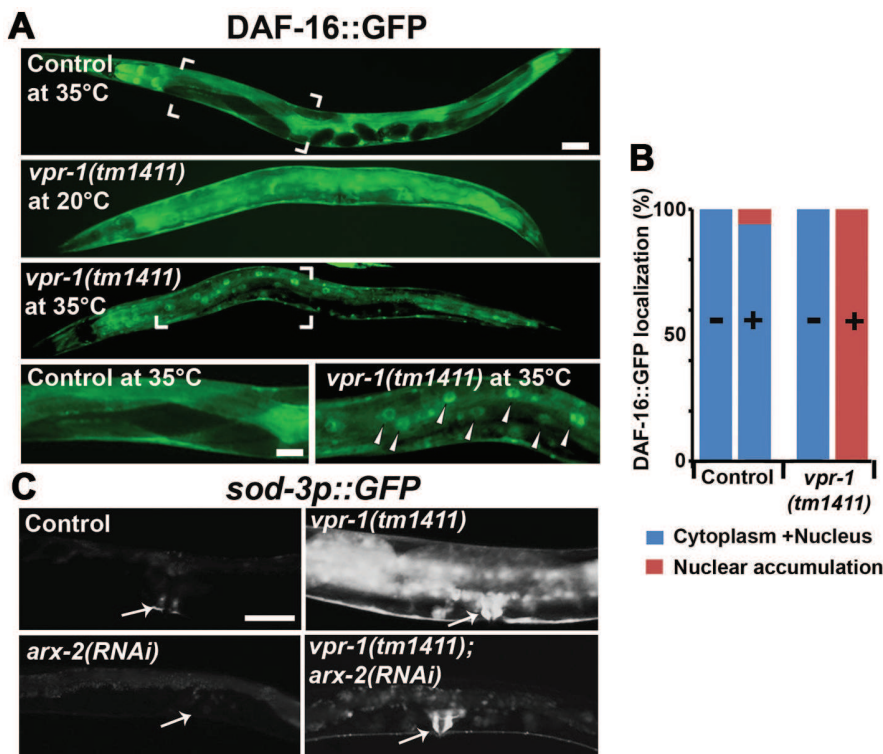 A
DAF-16::GFP
Control
at 35°C
vpr-1(tm1411)
at 20°C
vpr-1(tm1411)
at 35°C
Control at 35°C
vpr-1(tm1411) at 35°C
B
DAF-16::GFP localization (%)
100
50
0
- + - +
Control
vpr-1
(tm1411)
Cytoplasm +Nucleus
Nuclear accumulation
C
sod-3p::GFP
Control
vpr-1(tm1411)
arx-2(RNAi)
vpr-1(tm1411);
arx-2(RNAi)